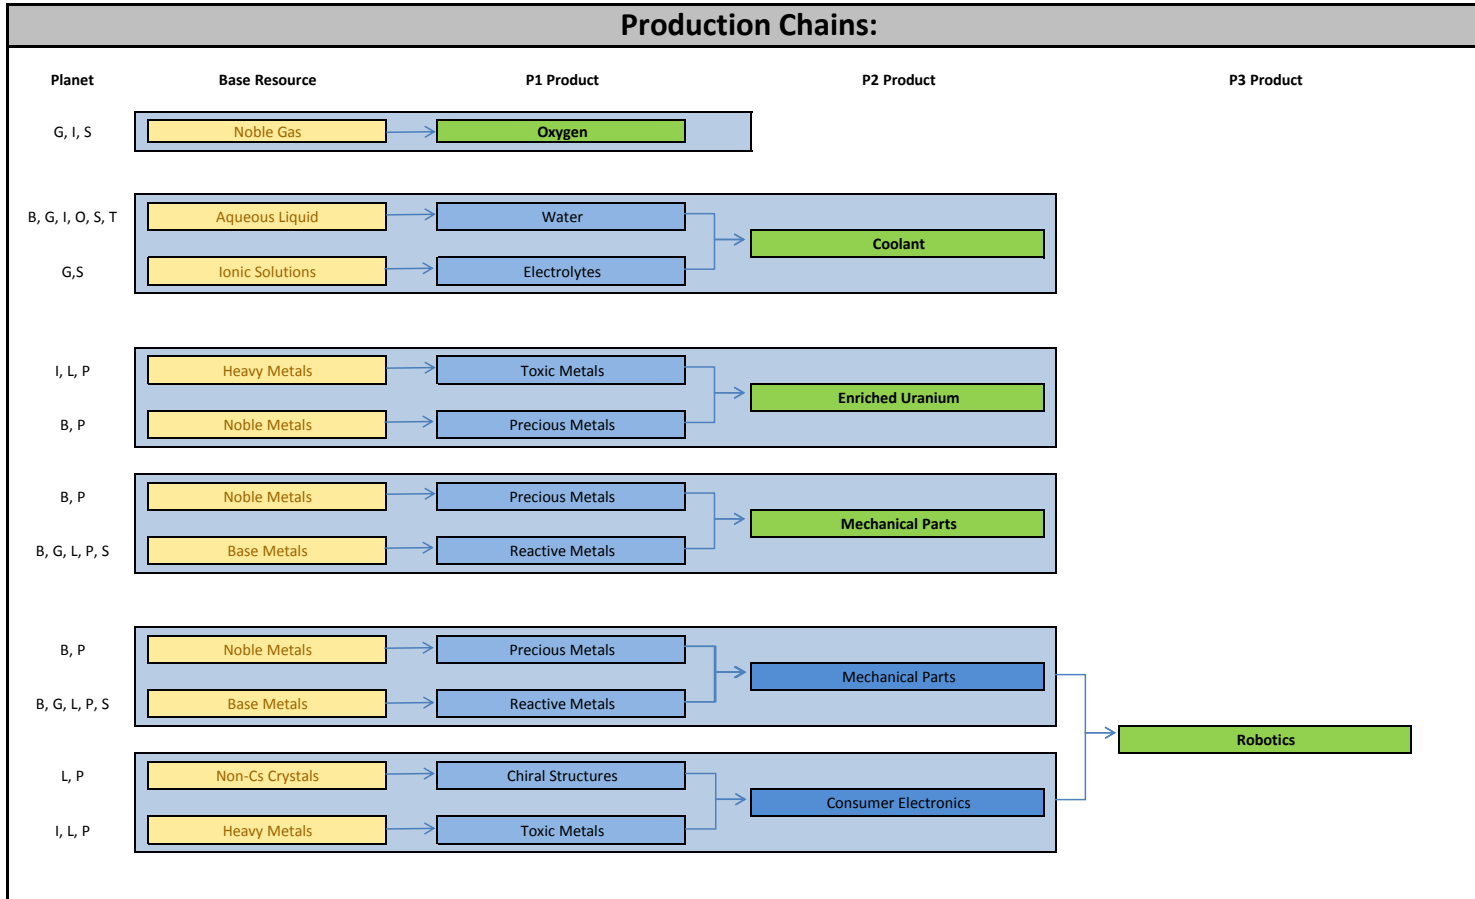 Production Chains:
Planet Base Resource P1 Product P2 Product P3 Product
G, I, S Noble Gas Oxygen
B, G, I, O, S, T Aqueous Liquid Water
Coolant
G,S Ionic Solutions Electrolytes
I, L, P Heavy Metals Toxic Metals
Enriched Uranium
B, P Noble Metals Precious Metals
B, P Noble Metals Precious Metals
Mechanical Parts
B, G, L, P, S Base Metals Reactive Metals
B, P Noble Metals Precious Metals
Mechanical Parts
B, G, L, P, S Base Metals Reactive Metals
Robotics
L, P Non-Cs Crystals Chiral Structures
Consumer Electronics
I, L, P Heavy Metals Toxic Metals